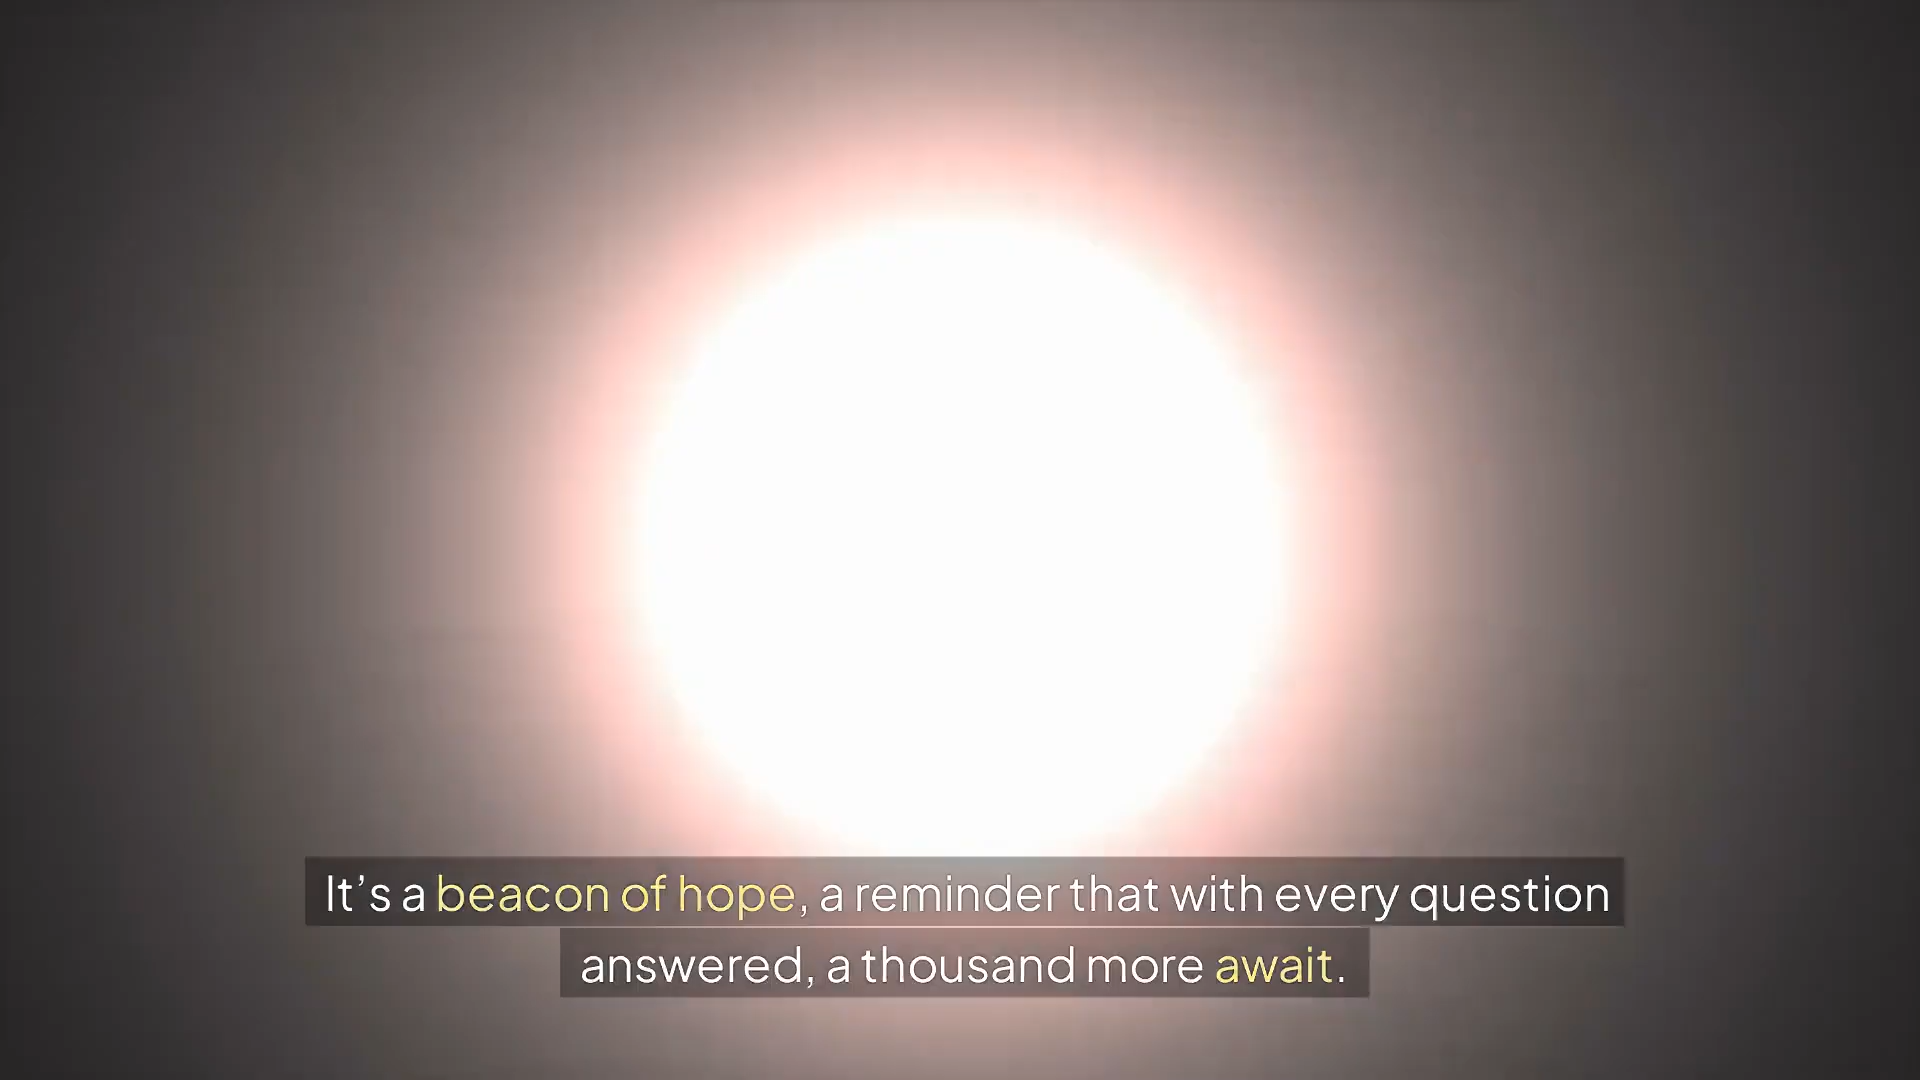 It’s a beacon of hope, a reminder that with every question
answered, a thousand more await.